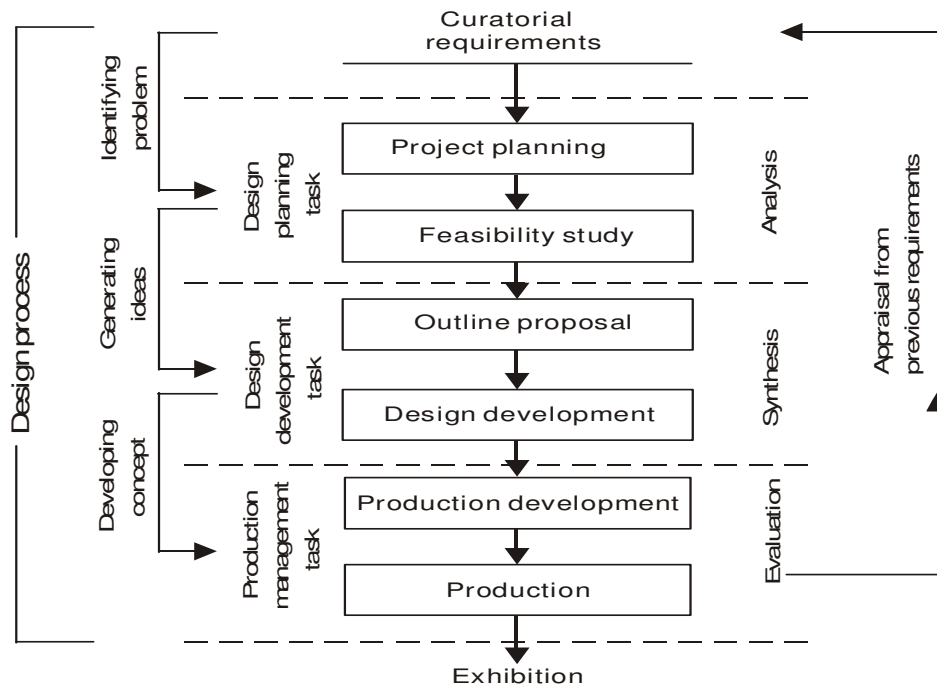 Curatorial
requirements
Project planning
Feasibility study
Outline proposal
Design development
Production development
Production
Exhibition
Design process
Identifying
problem
Generating
ideas
Developing
concept
Design
planning
task
Design
development
task
Production
management
task
Analysis
Synthesis
Evaluation
Appraisal from
previous requirements